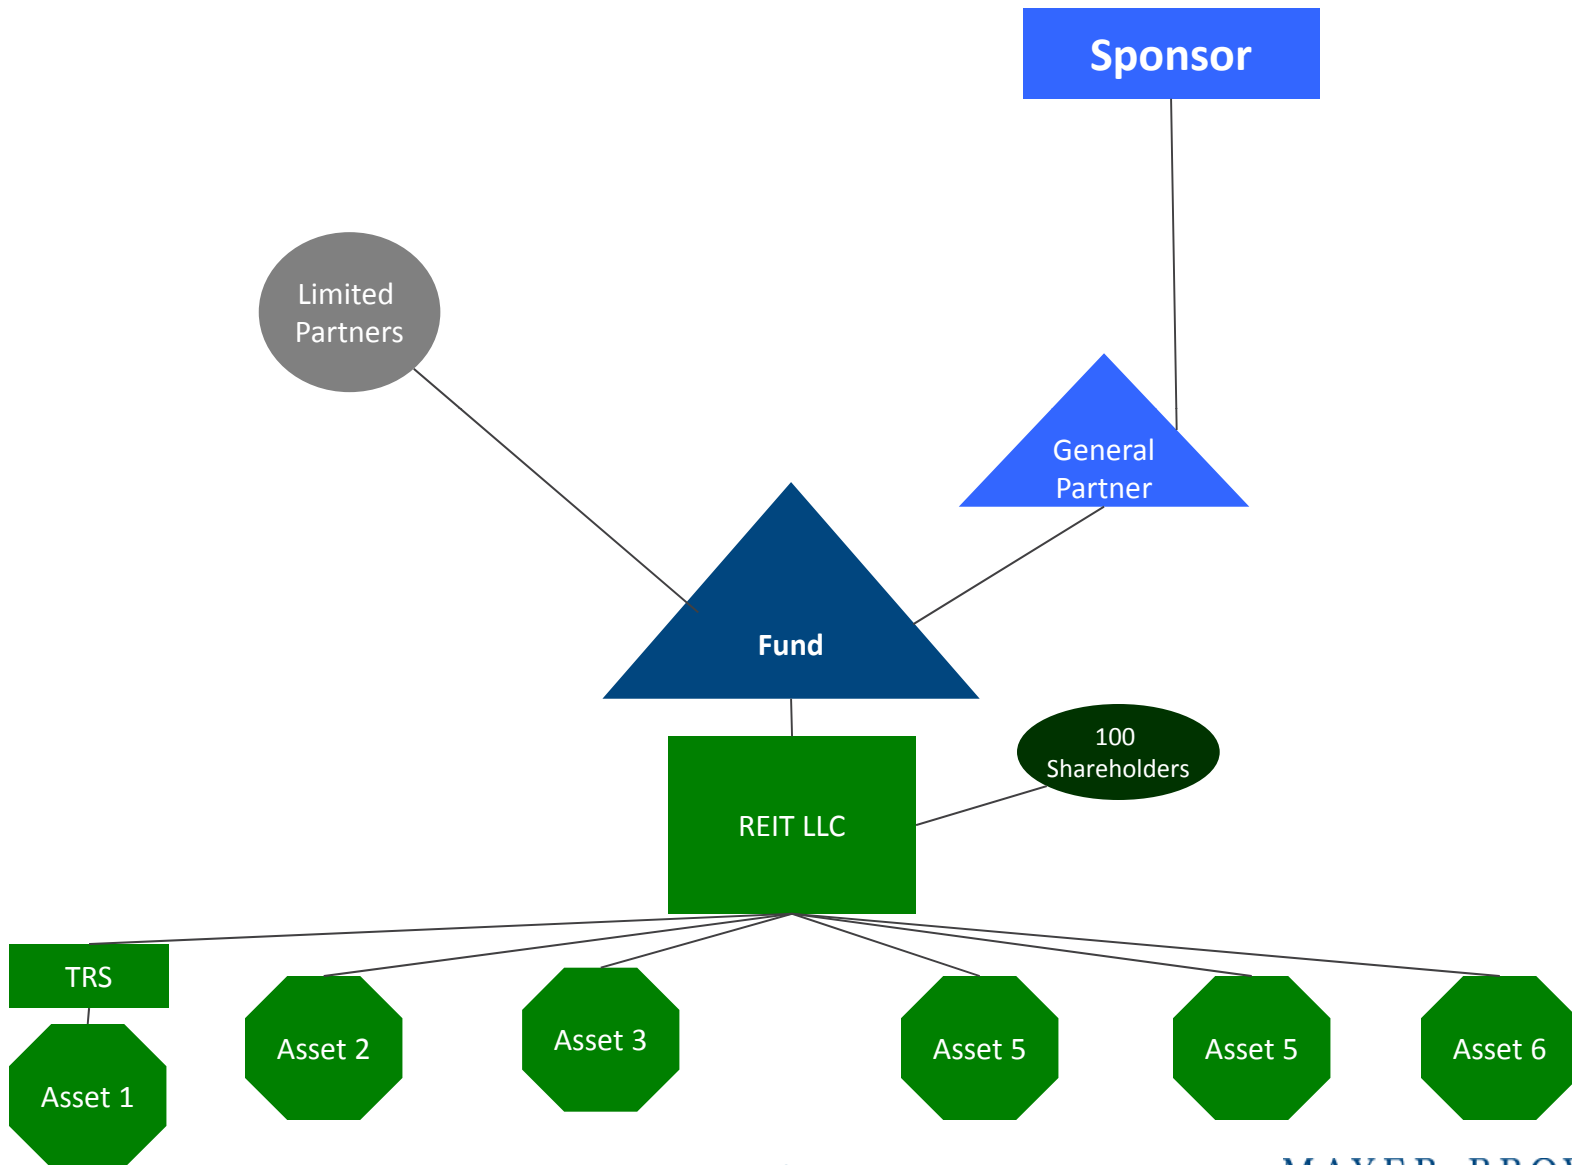 Sponsor
Limited
Partners
General
Partner
Fund
100
Shareholders
REIT LLC
TRS
Asset 1
Asset 2
Asset 3
Asset 5
Asset 5
Asset 6
MAYER